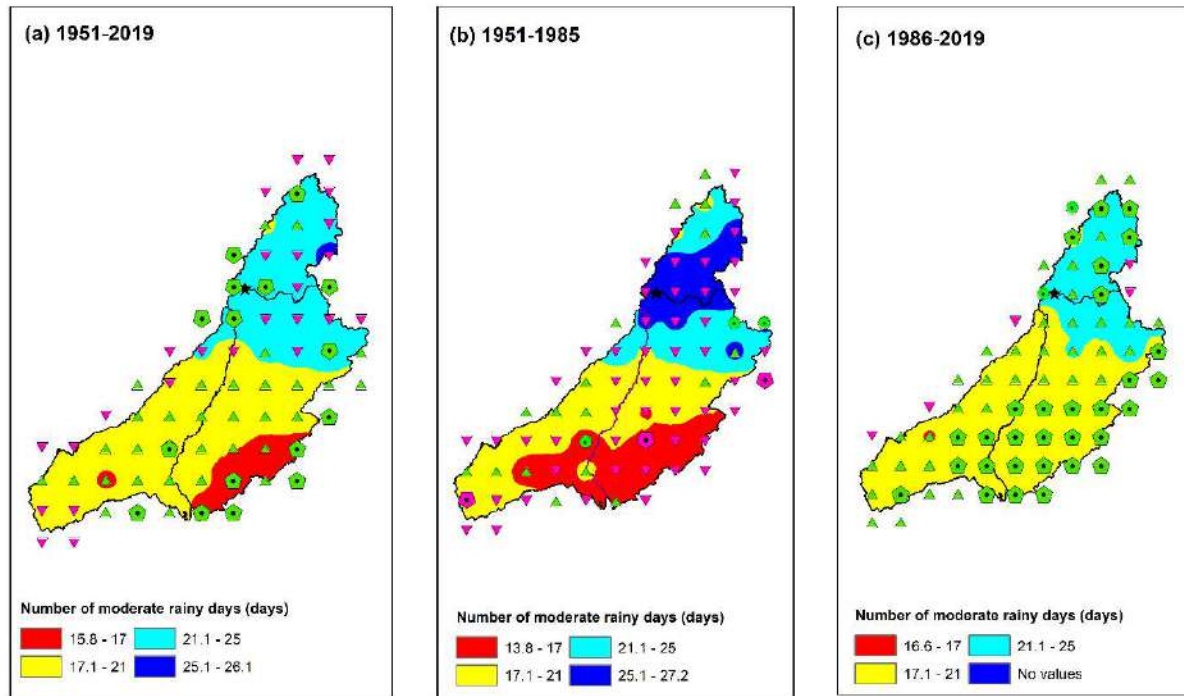 (a) 1951-2019
(b) 1951-1985
(c) 1986-2019
Number of moderate rainy days (days)
15.8 - 17
21.1 - 25
17.1 - 21
25.1 - 26.1
Number of moderate rainy days (days)
13.8 - 17
21.1 - 25
17.1 - 21
25.1 - 27.2
Number of moderate rainy days (days)
16.6 - 17
21.1 - 25
17.1 - 21
No values